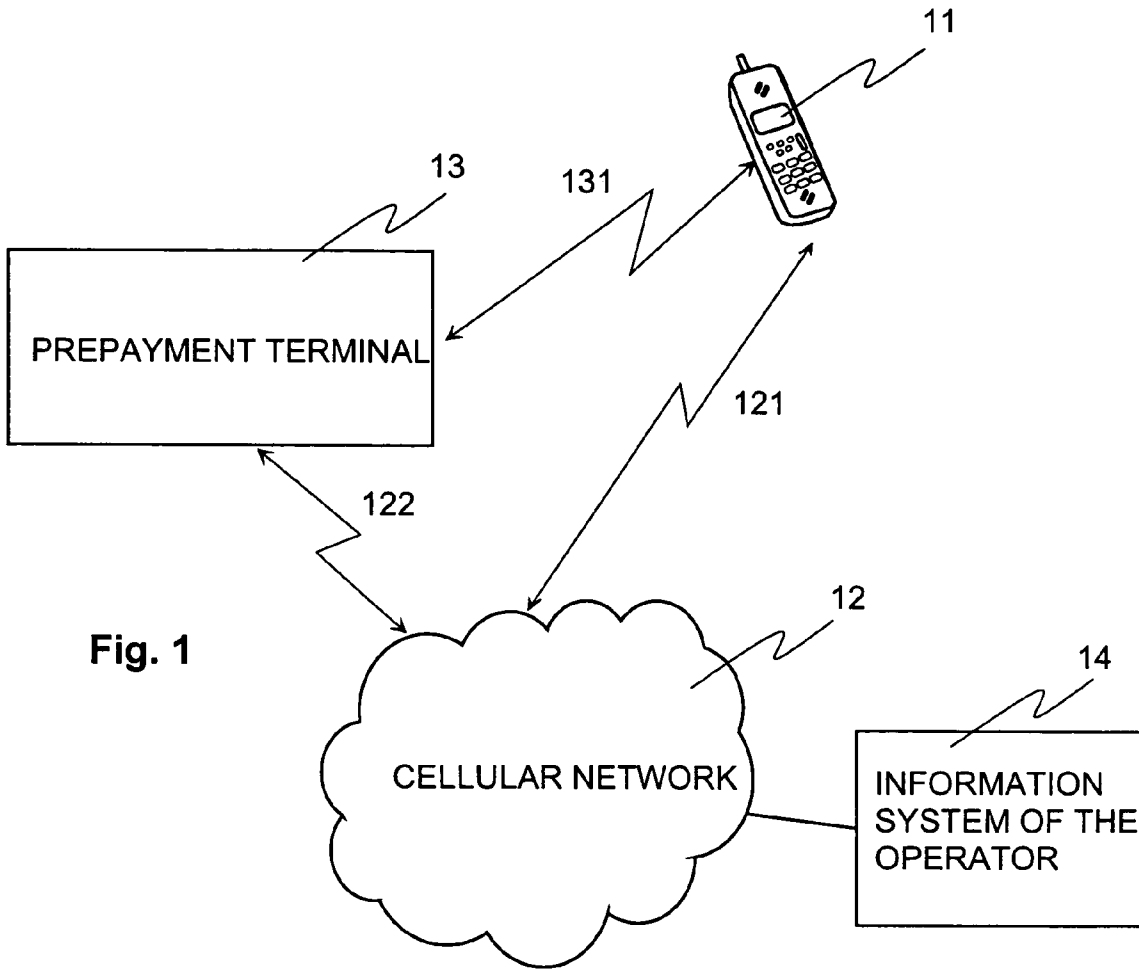 11
13
131
PREPAYMENT TERMINAL
121
122
12
Fig. 1
14
CELLULAR NETWORK
INFORMATION
SYSTEM OF THE
OPERATOR